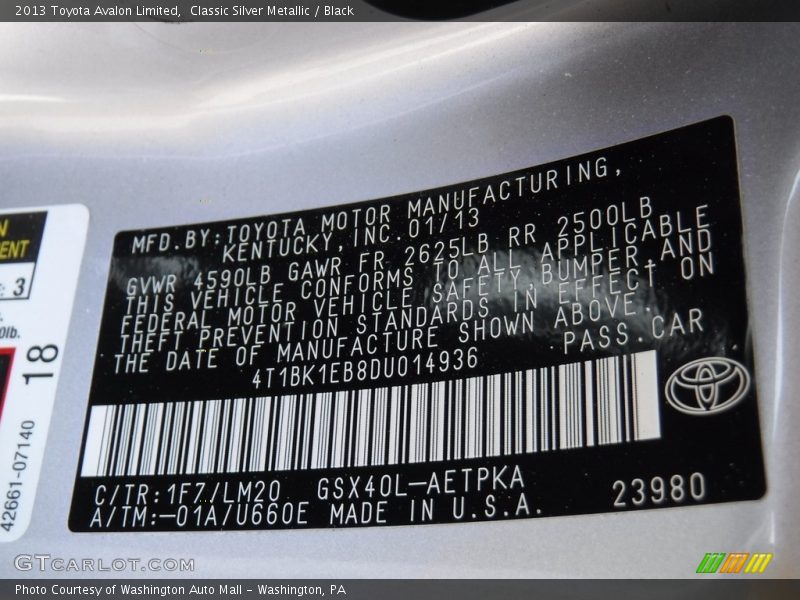 2013 Toyota Avalon Limited,  Classic Silver Metallic / Black
MFD.BY:TOYOTA MOTOR MANUFACTURING,
KENTUCKY,INC.01/13
GVWR 4590LB GAWR FR 2625LB RR 2500LB
THIS VEHICLE CONFORMS TO ALL APPLICABLE
FEDERAL MOTOR VEHICLE SAFETY,BUMPER,AND
THEFT PREVENTION STANDARDS IN EFFECT ON
THE DATE OF MANUFACTURE SHOWN ABOVE.
4T1BK1EB8DU014936 PASS.CAR
C/TR:1F7/LM20 GSX40L-AETPKA
A/TM:-01A/U660E MADE IN U.S.A.
23980
3
18
42661-07140
GTCARLOT.COM
Photo Courtesy of Washington Auto Mall - Washington, PA